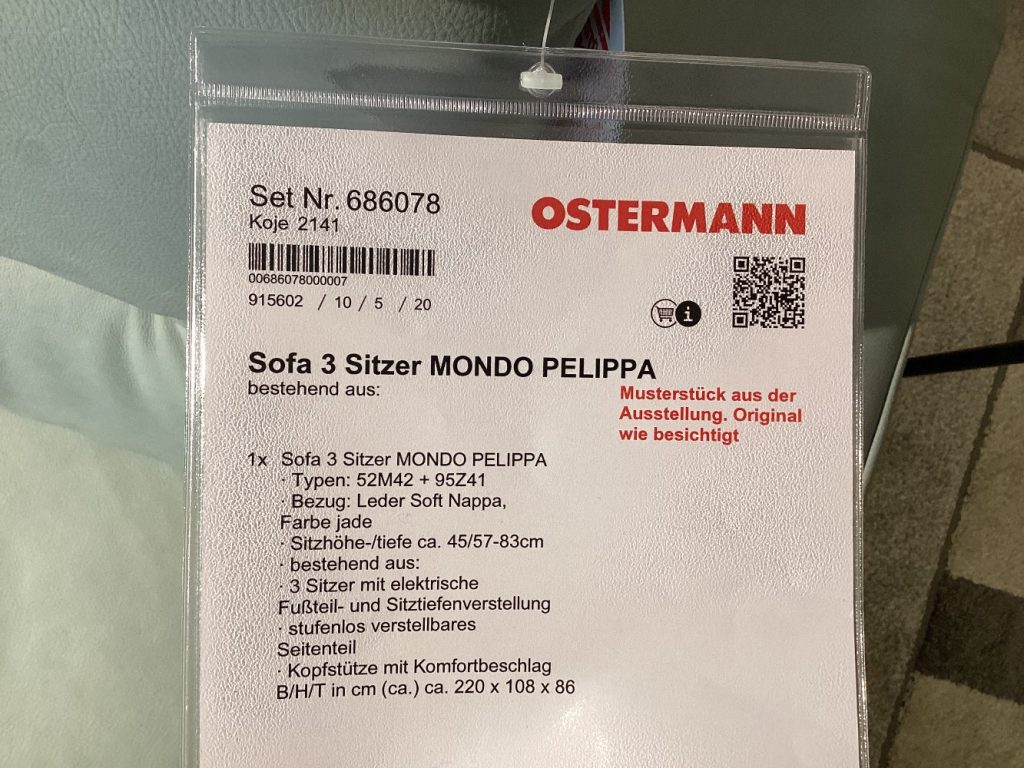 Set Nr. 686078
Koje 2141
OSTERMANN
00686078000007
915602 / 10 / 5 / 20
Sofa 3 Sitzer MONDO PELIPPA
bestehend aus:
Musterstück aus der
Ausstellung. Original
wie besichtigt
1x Sofa 3 Sitzer MONDO PELIPPA
· Typen: 52M42 + 95Z41
· Bezug: Leder Soft Nappa,
Farbe jade
· Sitzhöhe-/tiefe ca. 45/57-83cm
· bestehend aus:
· 3 Sitzer mit elektrische
Fußteil- und Sitztiefenverstellung
· stufenlos verstellbares
Seitenteil
· Kopfstütze mit Komfortbeschlag
B/H/T in cm (ca.) ca. 220 x 108 x 86